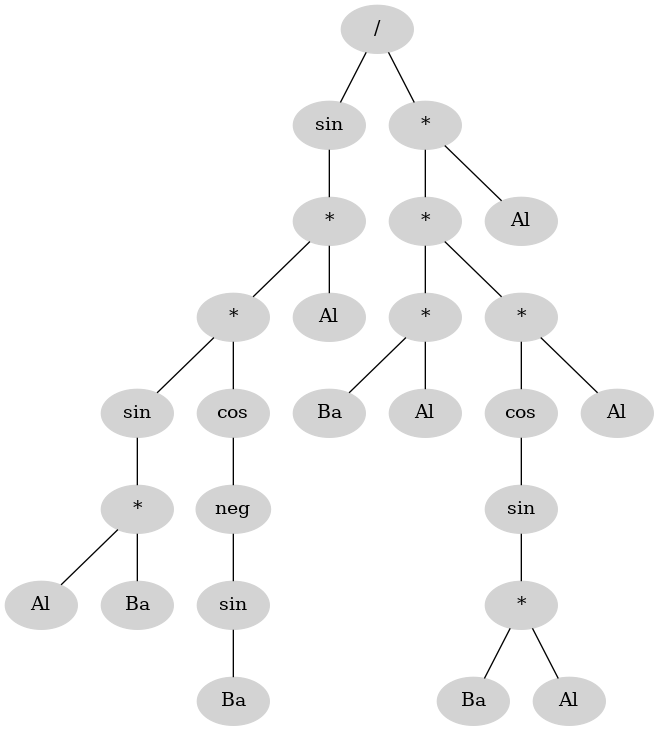 /
sin *
* * Al
* Al * *
sin cos Ba Al cos Al
* neg sin
Al Ba sin *
Ba Ba Al